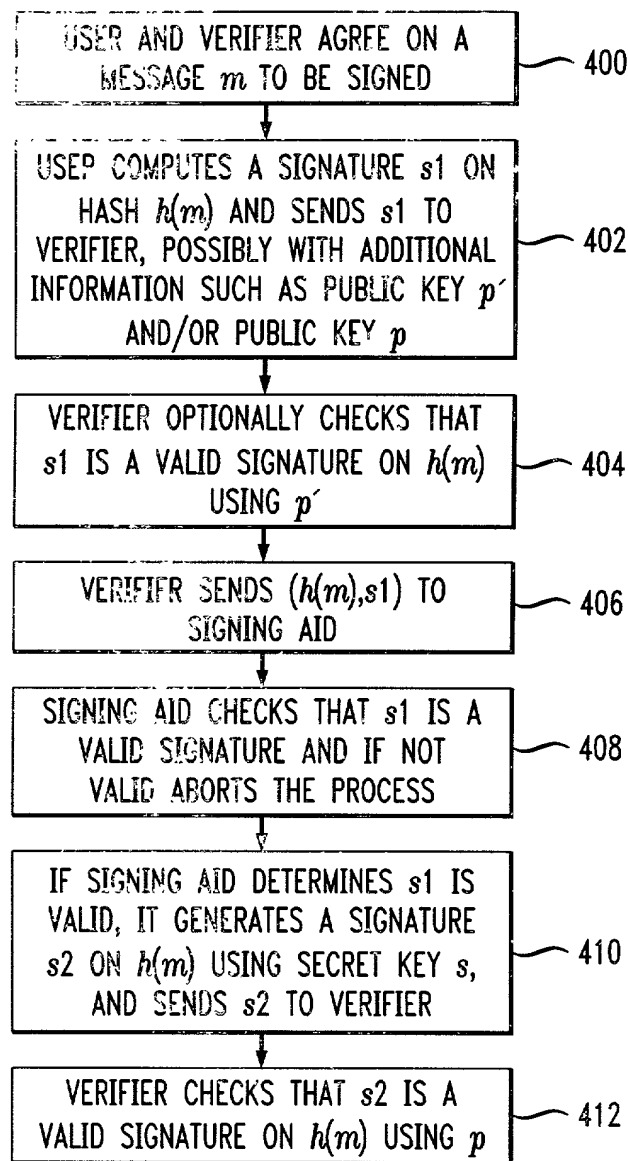 USER AND VERIFIER AGREE ON A
MESSAGE m TO BE SIGNED
400
USER COMPUTES A SIGNATURE s1 ON
HASH h(m) AND SENDS s1 TO
VERIFIER, POSSIBLY WITH ADDITIONAL
INFORMATION SUCH AS PUBLIC KEY p′
AND/OR PUBLIC KEY p
402
VERIFIER OPTIONALLY CHECKS THAT
s1 IS A VALID SIGNATURE ON h(m)
USING p′
404
VERIFIER SENDS (h(m),s1) TO
SIGNING AID
406
SIGNING AID CHECKS THAT s1 IS A
VALID SIGNATURE AND IF NOT
VALID ABORTS THE PROCESS
408
IF SIGNING AID DETERMINES s1 IS
VALID, IT GENERATES A SIGNATURE
s2 ON h(m) USING SECRET KEY s,
AND SENDS s2 TO VERIFIER
410
VERIFIER CHECKS THAT s2 IS A
VALID SIGNATURE ON h(m) USING p
412